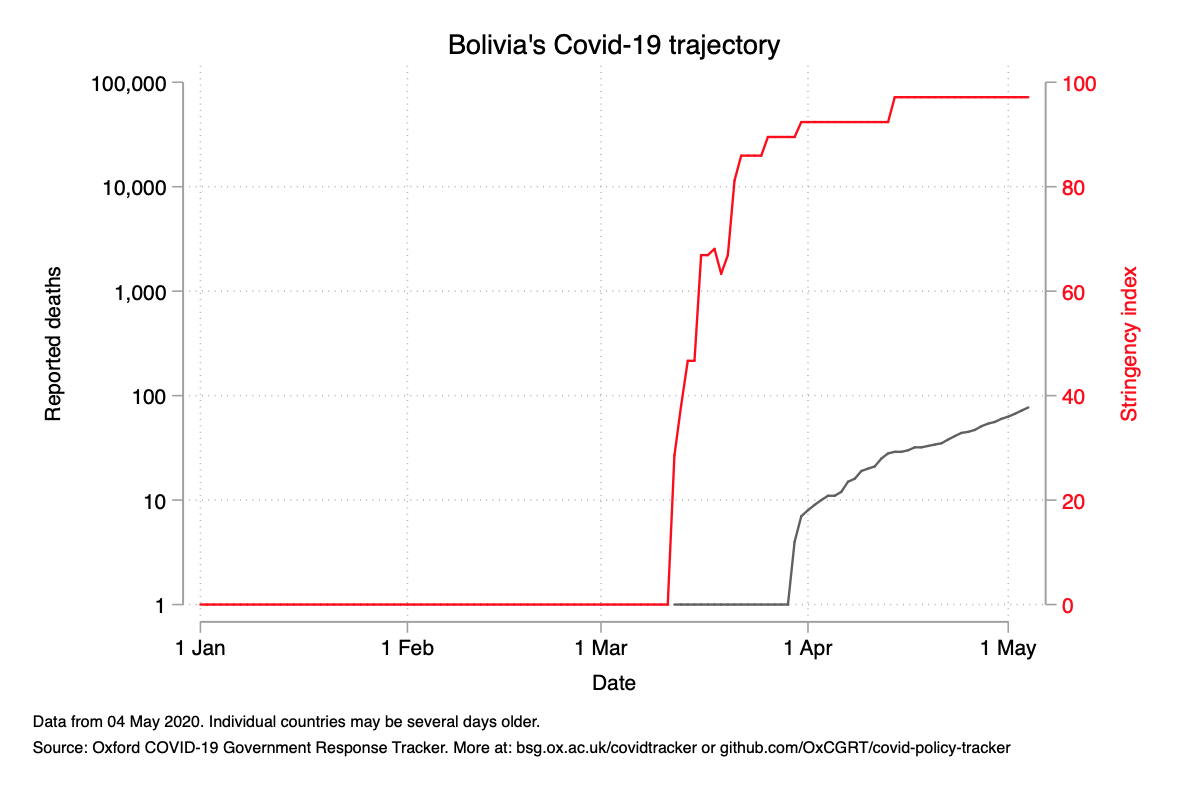 Bolivia's Covid-19 trajectory
100,000
10,000
1,000
100
10
1
Reported deaths
100
80
60
40
20
0
Stringency index
1 Jan
1 Feb
1 Mar
1 Apr
1 May
Date
Data from 04 May 2020. Individual countries may be several days older.
Source: Oxford COVID-19 Government Response Tracker. More at: bsg.ox.ac.uk/covidtracker or github.com/OxCGRT/covid-policy-tracker